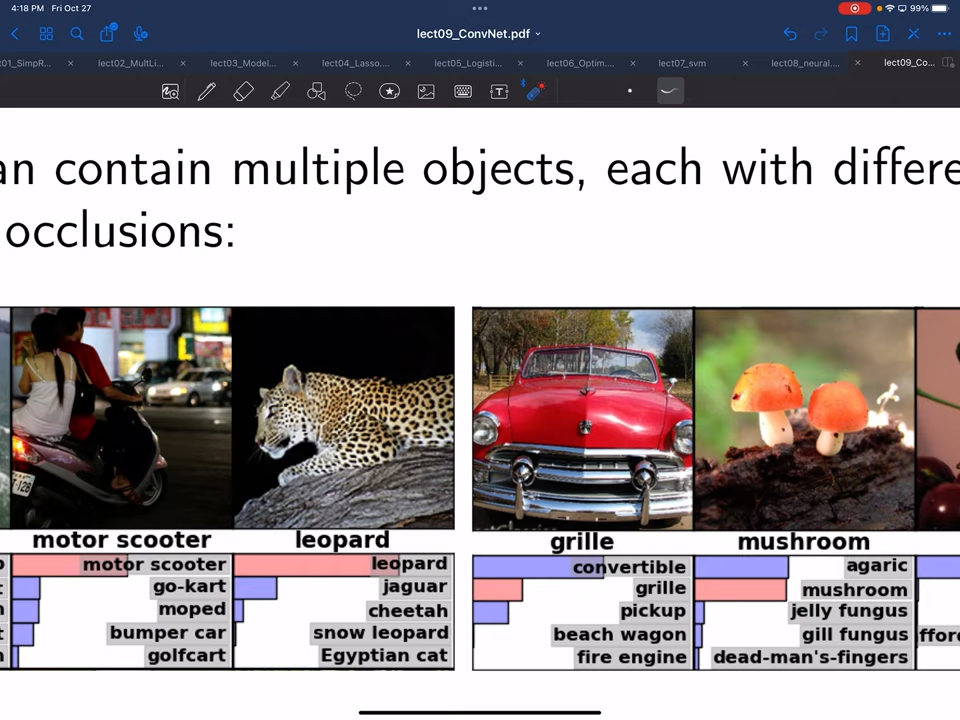 4:18 PM Fri Oct 27
99%
lect09_ConvNet.pdf
01_SimpR...
lect02_MultLi...
lect03_Model...
lect04_Lasso....
lect05_Logisti...
lect06_Optim....
lect07_svm
lect08_neural....
lect09_Co...
an contain multiple objects, each with differe
occlusions:
motor scooter
leopard
grille
mushroom
motor scooter
go-kart
moped
bumper car
golfcart
leopard
jaguar
cheetah
snow leopard
Egyptian cat
convertible
grille
pickup
beach wagon
fire engine
agaric
mushroom
jelly fungus
gill fungus
dead-man's-fingers
fford